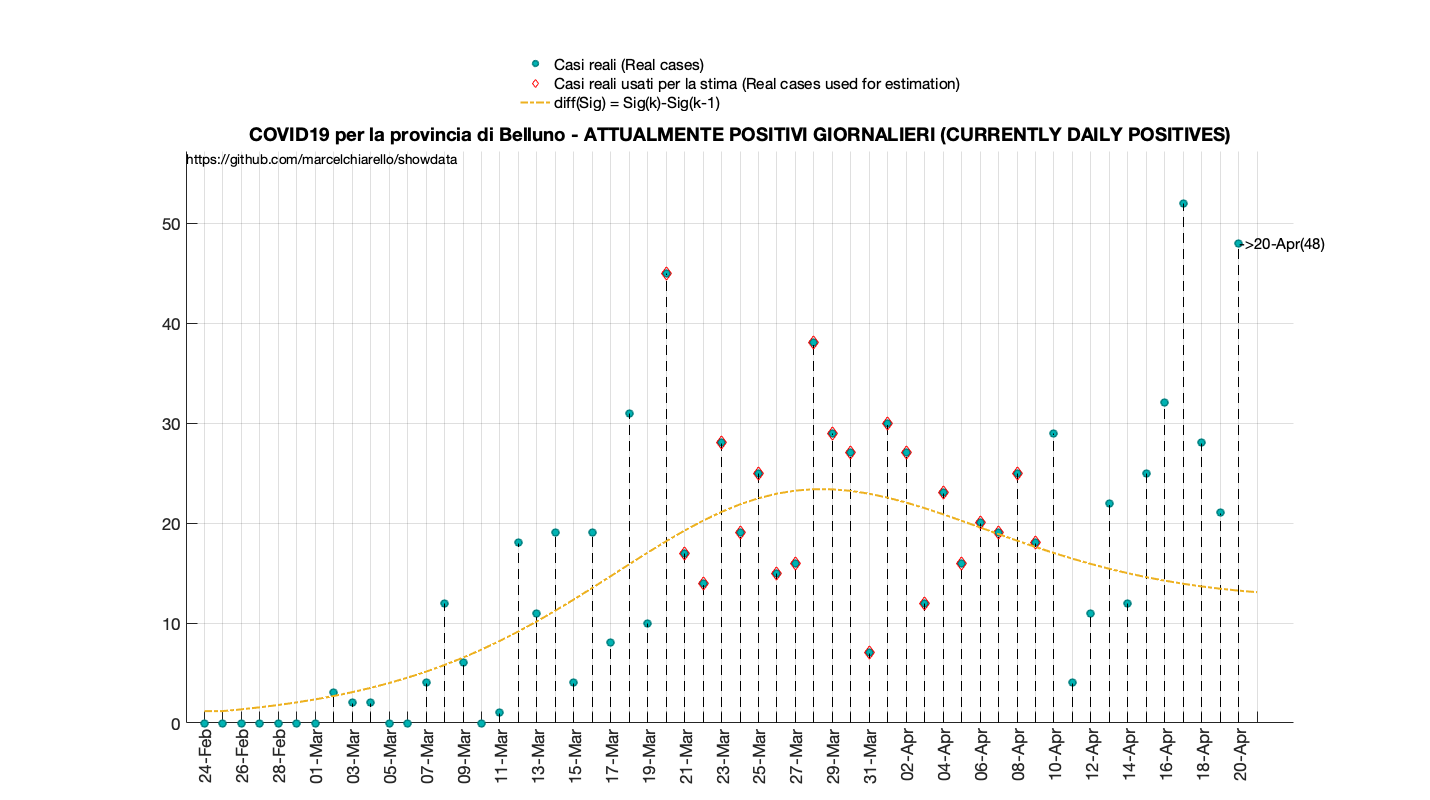 Casi reali (Real cases)
Casi reali usati per la stima (Real cases used for estimation)
diff(Sig) = Sig(k)-Sig(k-1)
COVID19 per la provincia di Belluno - ATTUALMENTE POSITIVI GIORNALIERI (CURRENTLY DAILY POSITIVES)
https://github.com/marcelchiarello/showdata
50
40
30
20
10
0
->20-Apr(48)
24-Feb
26-Feb
28-Feb
01-Mar
03-Mar
05-Mar
07-Mar
09-Mar
11-Mar
13-Mar
15-Mar
17-Mar
19-Mar
21-Mar
23-Mar
25-Mar
27-Mar
29-Mar
31-Mar
02-Apr
04-Apr
06-Apr
08-Apr
10-Apr
12-Apr
14-Apr
16-Apr
18-Apr
20-Apr